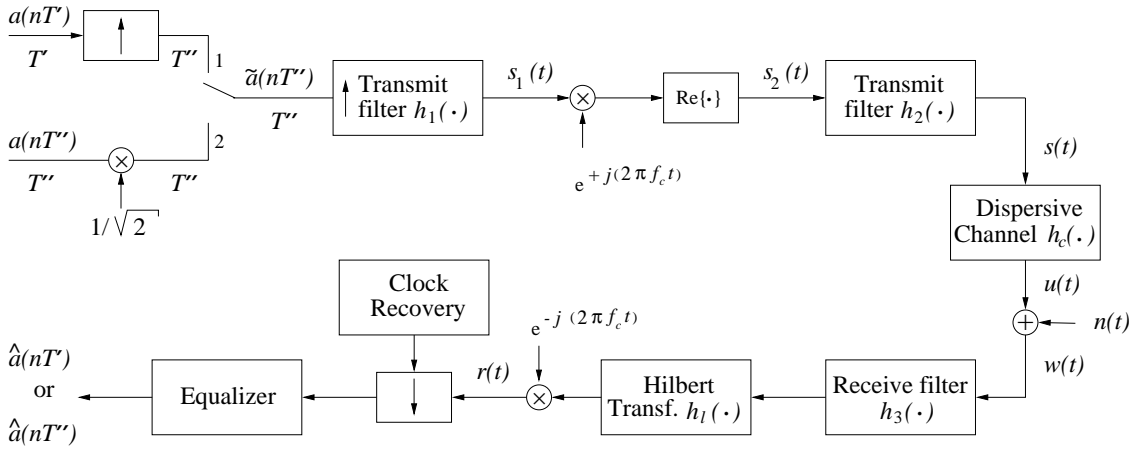 a(nT′)
T′
↑
T″
1
ã(nT″)
T″
a(nT″)
T″
×
T″
2
1/√2
↑ Transmit
filter h₁(·)
s₁(t)
×
e^{+j(2πf_c t)}
Re{·}
s₂(t)
Transmit
filter h₂(·)
s(t)
Dispersive
Channel h_c(·)
u(t)
+
n(t)
w(t)
Receive filter
h₃(·)
Hilbert
Transf. h_l(·)
e^{-j(2πf_c t)}
×
r(t)
Clock
Recovery
↓
Equalizer
â(nT′)
or
â(nT″)